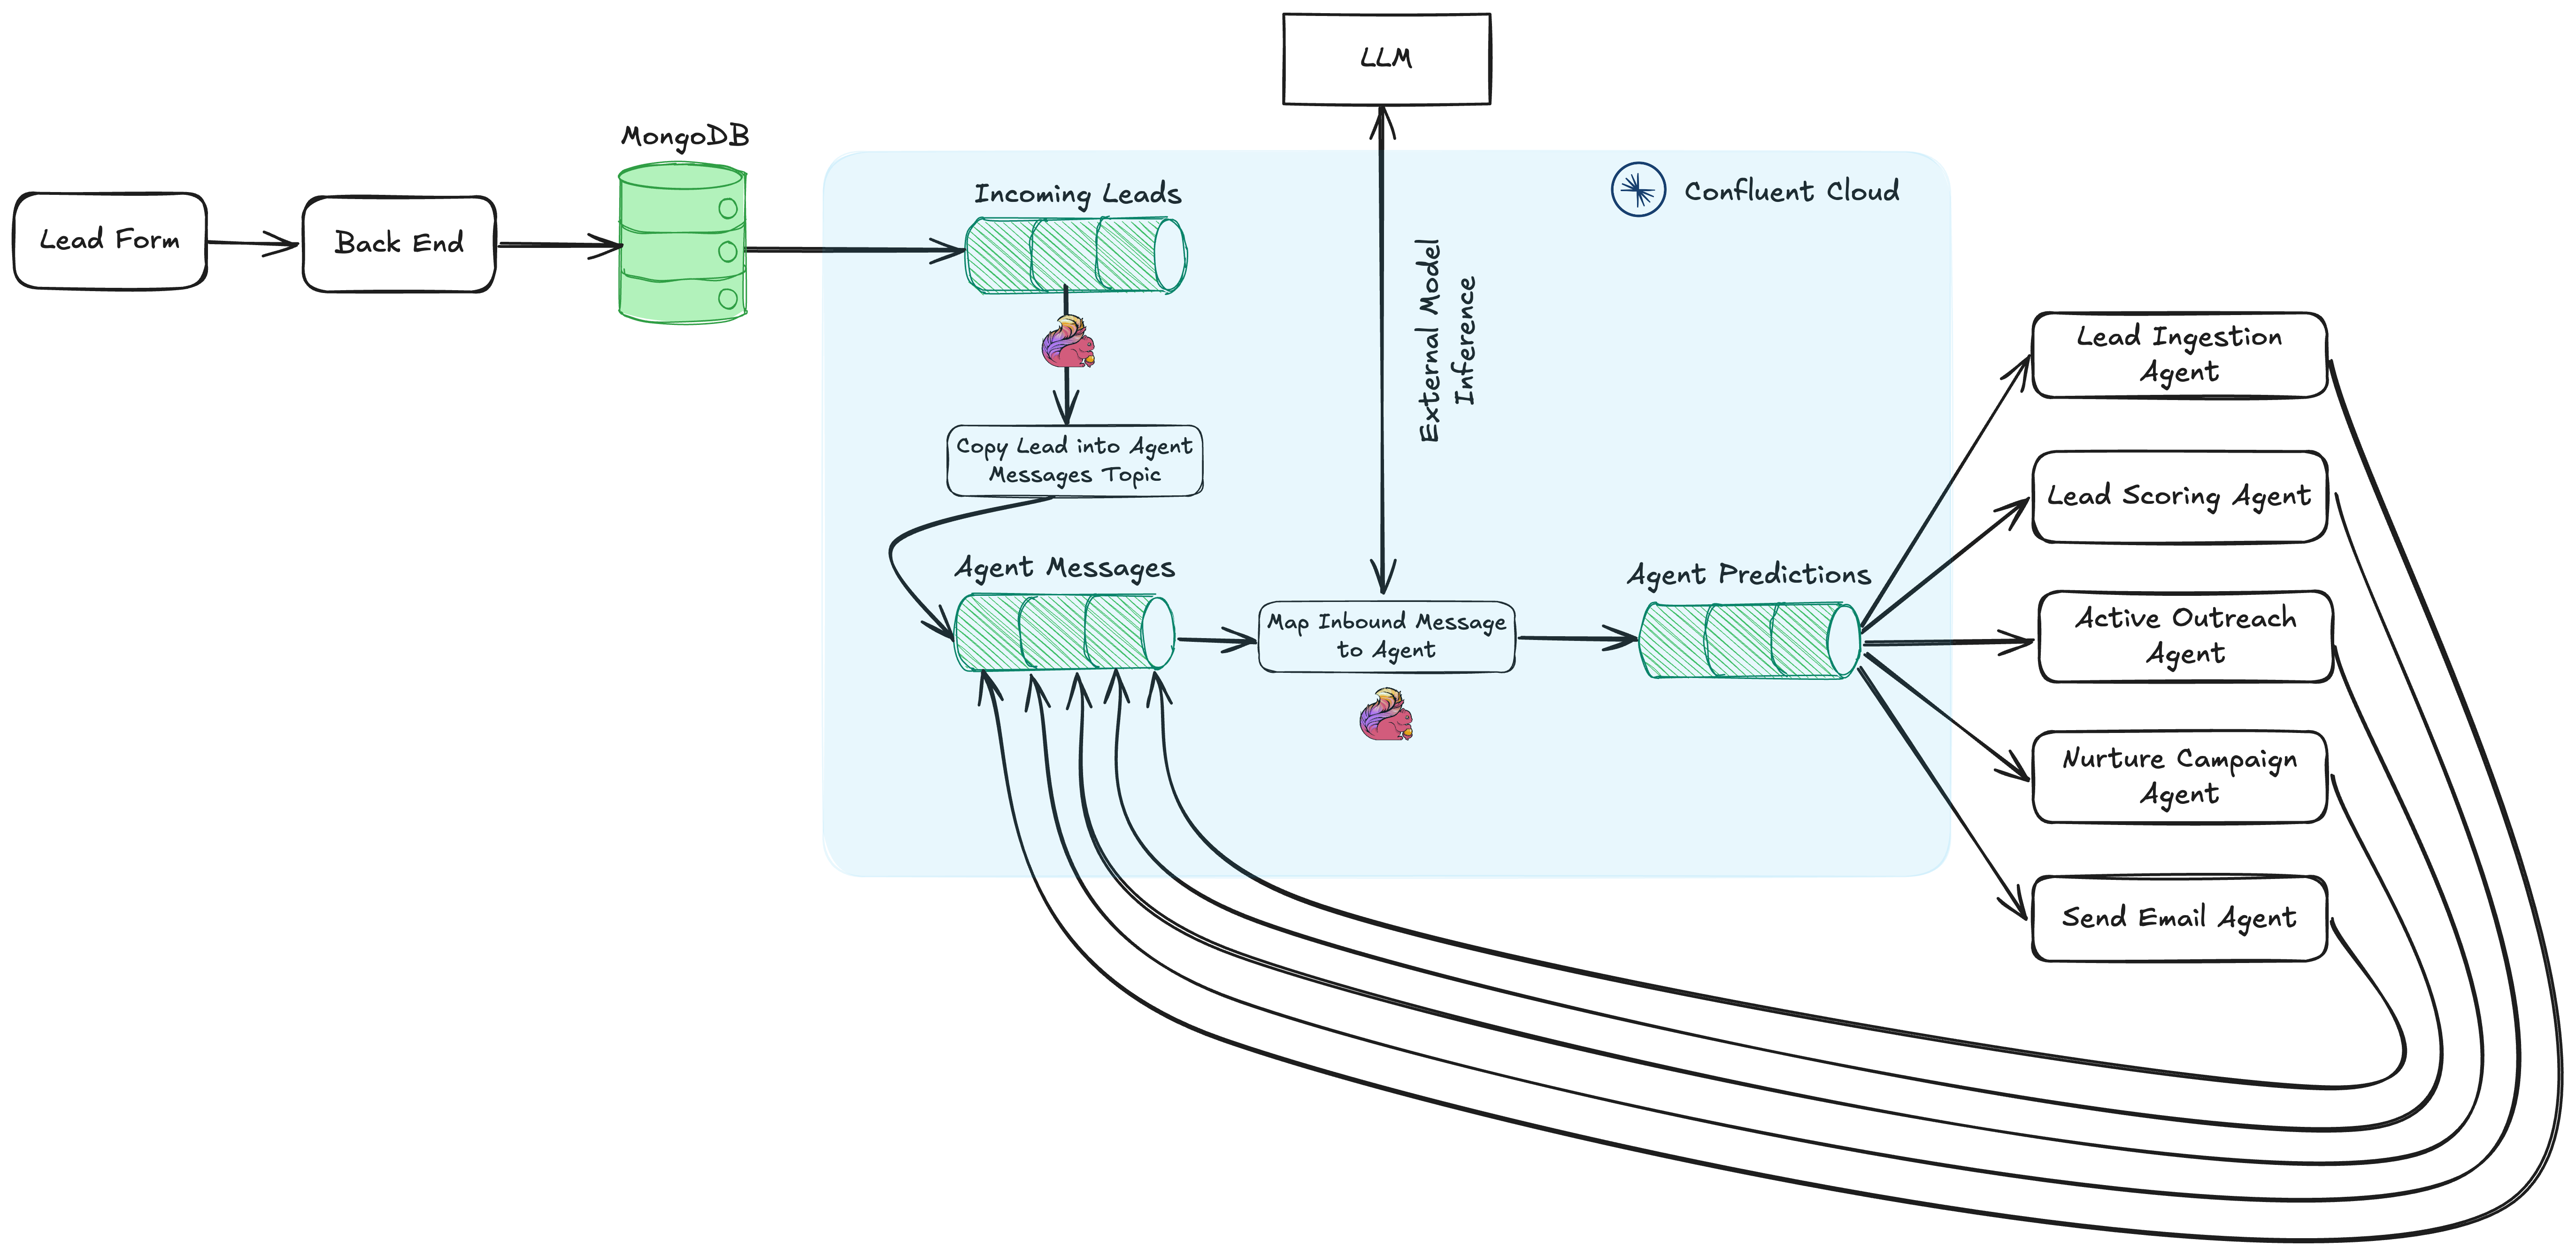 LLM
MongoDB
Lead Form
Back End
Incoming Leads
Confluent Cloud
External Model
Inference
Copy Lead into Agent
Messages Topic
Agent Messages
Map Inbound Message
to Agent
Agent Predictions
Lead Ingestion
Agent
Lead Scoring Agent
Active Outreach
Agent
Nurture Campaign
Agent
Send Email Agent